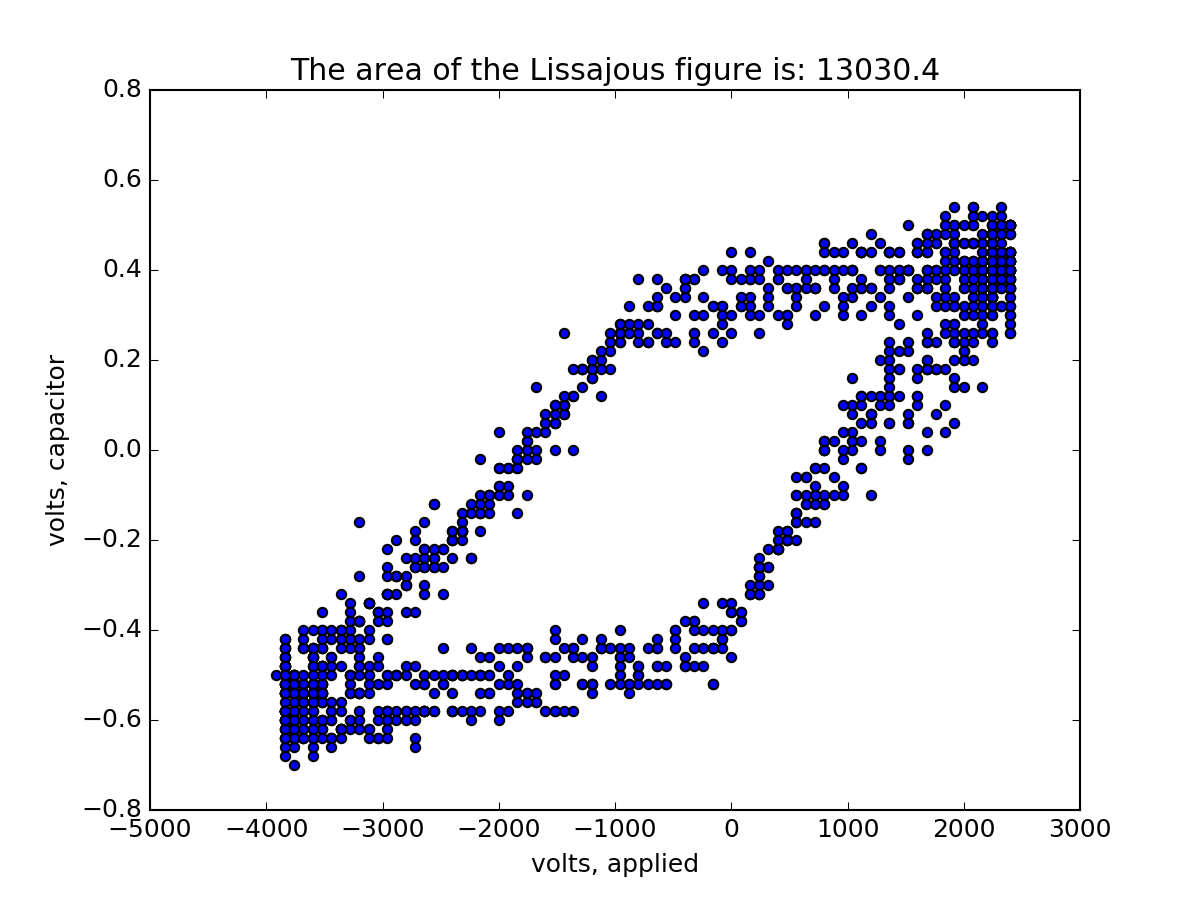 The area of the Lissajous figure is: 13030.4
0.8
0.6
0.4
0.2
0.0
−0.2
−0.4
−0.6
−0.8
volts, capacitor
−5000 −4000 −3000 −2000 −1000 0 1000 2000 3000
volts, applied